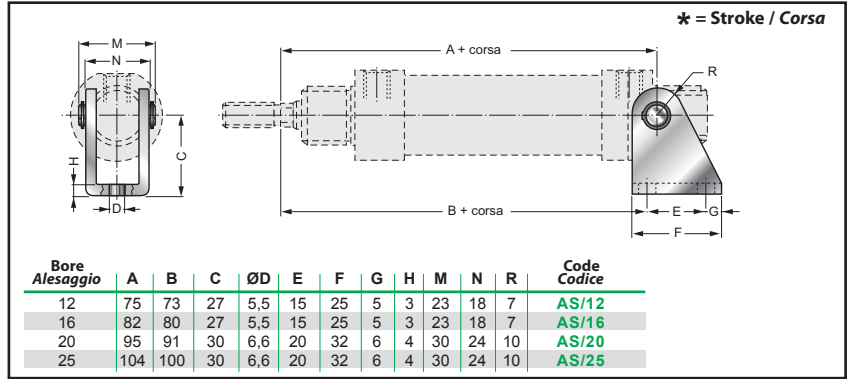 * = Stroke / Corsa
M
N
A + corsa
R
C
H
D
B + corsa
E
G
F
Bore
Alesaggio A B C ØD E F G H M N R Code
Codice
12 75 73 27 5,5 15 25 5 3 23 18 7 AS/12
16 82 80 27 5,5 15 25 5 3 23 18 7 AS/16
20 95 91 30 6,6 20 32 6 4 30 24 10 AS/20
25 104 100 30 6,6 20 32 6 4 30 24 10 AS/25